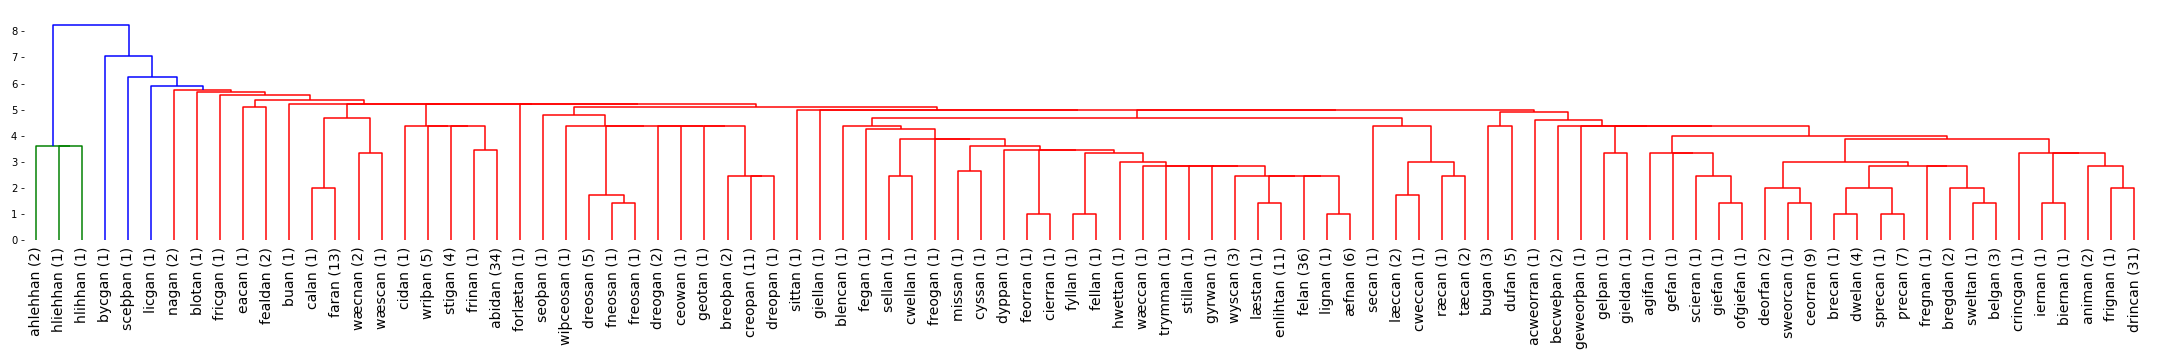 8
7
6
5
4
3
2
1
0
ahlehhan (2)
hliehhan (1)
hlihhan (1)
bycgan (1)
sceþþan (1)
licgan (1)
nagan (2)
blotan (1)
fricgan (1)
eacan (1)
fealdan (2)
buan (1)
calan (1)
faran (13)
wæcnan (2)
wæscan (1)
cidan (1)
wriþan (5)
stigan (4)
frinan (1)
abidan (34)
forlætan (1)
seoþan (1)
wiþceosan (1)
dreosan (5)
fneosan (1)
freosan (1)
dreogan (2)
ceowan (1)
geotan (1)
breoþan (2)
creopan (11)
dreopan (1)
sittan (1)
giellan (1)
blencan (1)
fegan (1)
sellan (1)
cwellan (1)
freogan (1)
missan (1)
cyssan (1)
dyppan (1)
feorran (1)
cierran (1)
fyllan (1)
fellan (1)
hwettan (1)
wæccan (1)
trymman (1)
stillan (1)
gyrwan (1)
wyscan (3)
læstan (1)
enlihtan (11)
felan (36)
lignan (1)
æfnan (6)
secan (1)
læccan (2)
cweccan (1)
ræcan (1)
tæcan (2)
bugan (3)
dufan (5)
acweorran (1)
becweþan (2)
geweorþan (1)
gelpan (1)
gieldan (1)
agifan (1)
gefan (1)
scieran (1)
giefan (1)
ofgiefan (1)
deorfan (2)
sweorcan (1)
ceorran (9)
brecan (1)
dwelan (4)
sprecan (1)
precan (7)
fregnan (1)
bregdan (2)
sweltan (1)
belgan (3)
crincgan (1)
iernan (1)
biernan (1)
animan (2)
frignan (1)
drincan (31)